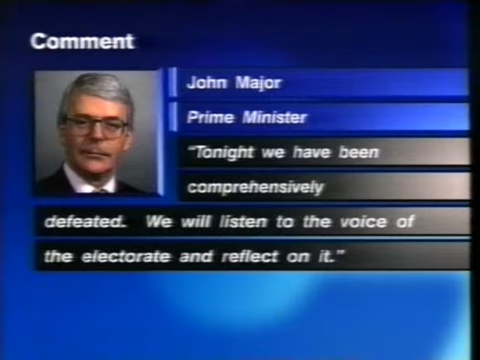 Comment
John Major
Prime Minister
"Tonight we have been
comprehensively
defeated. We will listen to the voice of
the electorate and reflect on it."